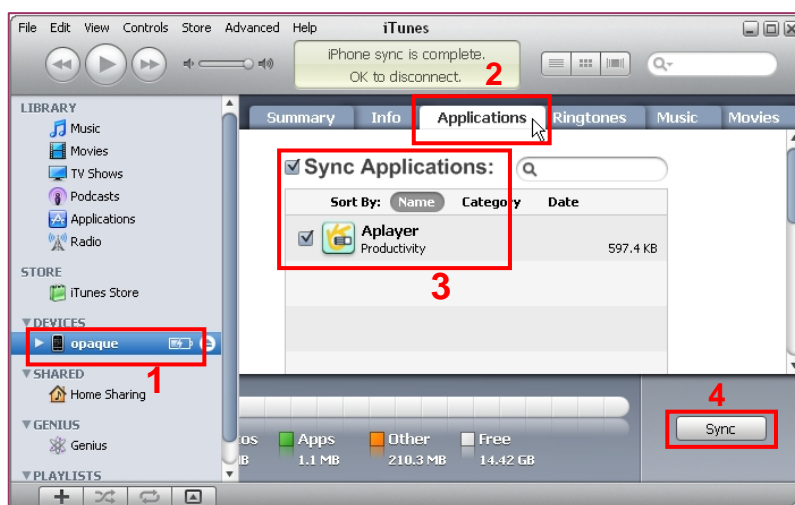 File Edit View Controls Store Advanced Help iTunes
iPhone sync is complete.
OK to disconnect.
2
LIBRARY
Music
Movies
TV Shows
Podcasts
Applications
Radio
STORE
iTunes Store
DEVICES
opaque
1
SHARED
Home Sharing
GENIUS
Genius
PLAYLISTS
Summary Info Applications Ringtones Music Movies
Sync Applications:
Sort By: Name Category Date
Aplayer
Productivity 597.4 KB
3
os Apps Other Free
B 1.1 MB 210.3 MB 14.42 GB
4
Sync